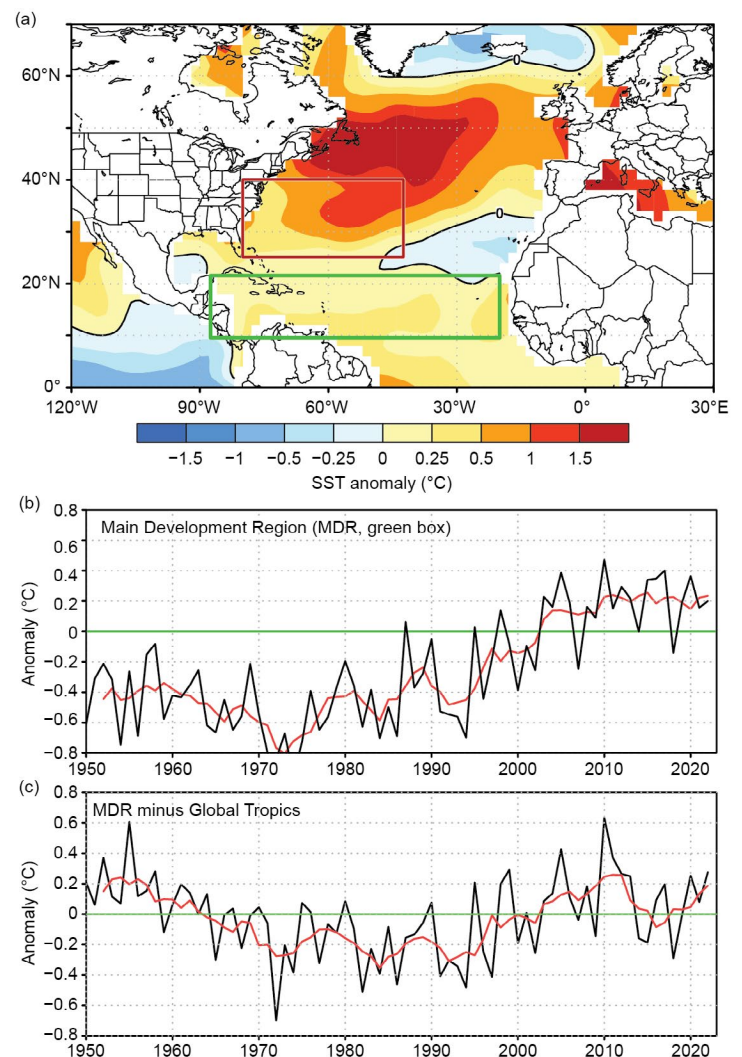 (a)
60°N
40°N
20°N
0°
0
0
120°W 90°W 60°W 30°W 0° 30°E
−1.5 −1 −0.5 −0.25 0 0.25 0.5 1 1.5
SST anomaly (°C)
(b)
Main Development Region (MDR, green box)
Anomaly (°C)
0.8
0.6
0.4
0.2
0
−0.2
−0.4
−0.6
−0.8
1950 1960 1970 1980 1990 2000 2010 2020
(c)
MDR minus Global Tropics
Anomaly (°C)
0.8
0.6
0.4
0.2
0
−0.2
−0.4
−0.6
−0.8
1950 1960 1970 1980 1990 2000 2010 2020